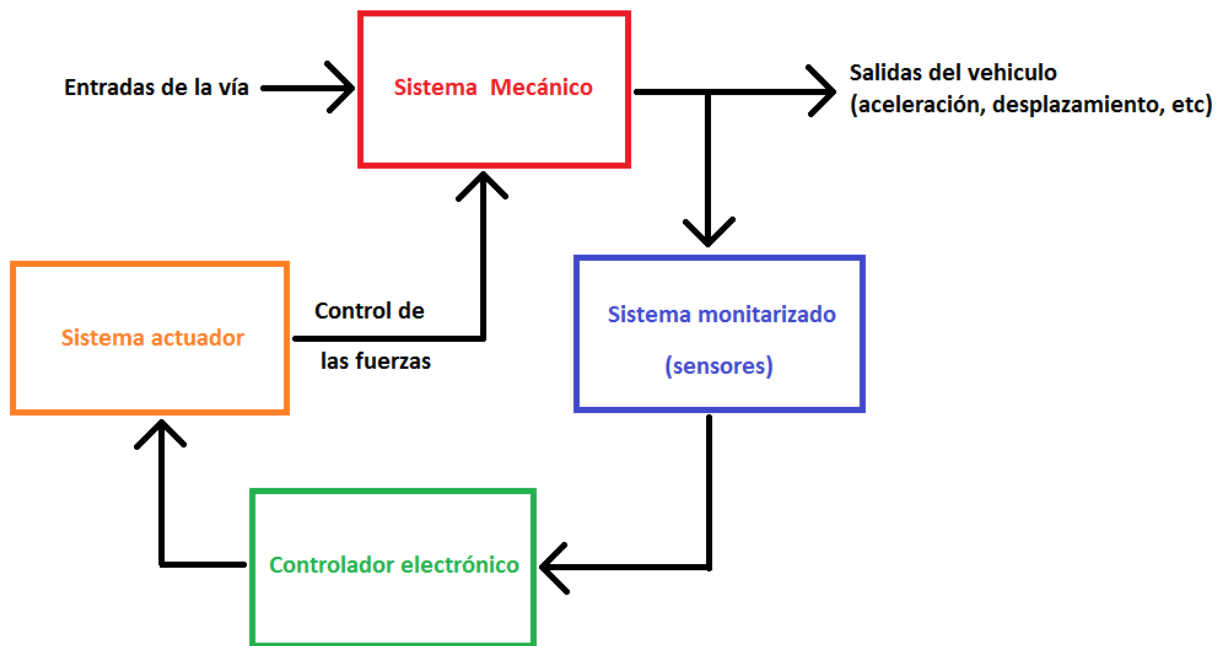 Entradas de la vía
Sistema Mecánico
Salidas del vehiculo
(aceleración, desplazamiento, etc)
Sistema actuador
Control de
las fuerzas
Sistema monitarizado
(sensores)
Controlador electrónico